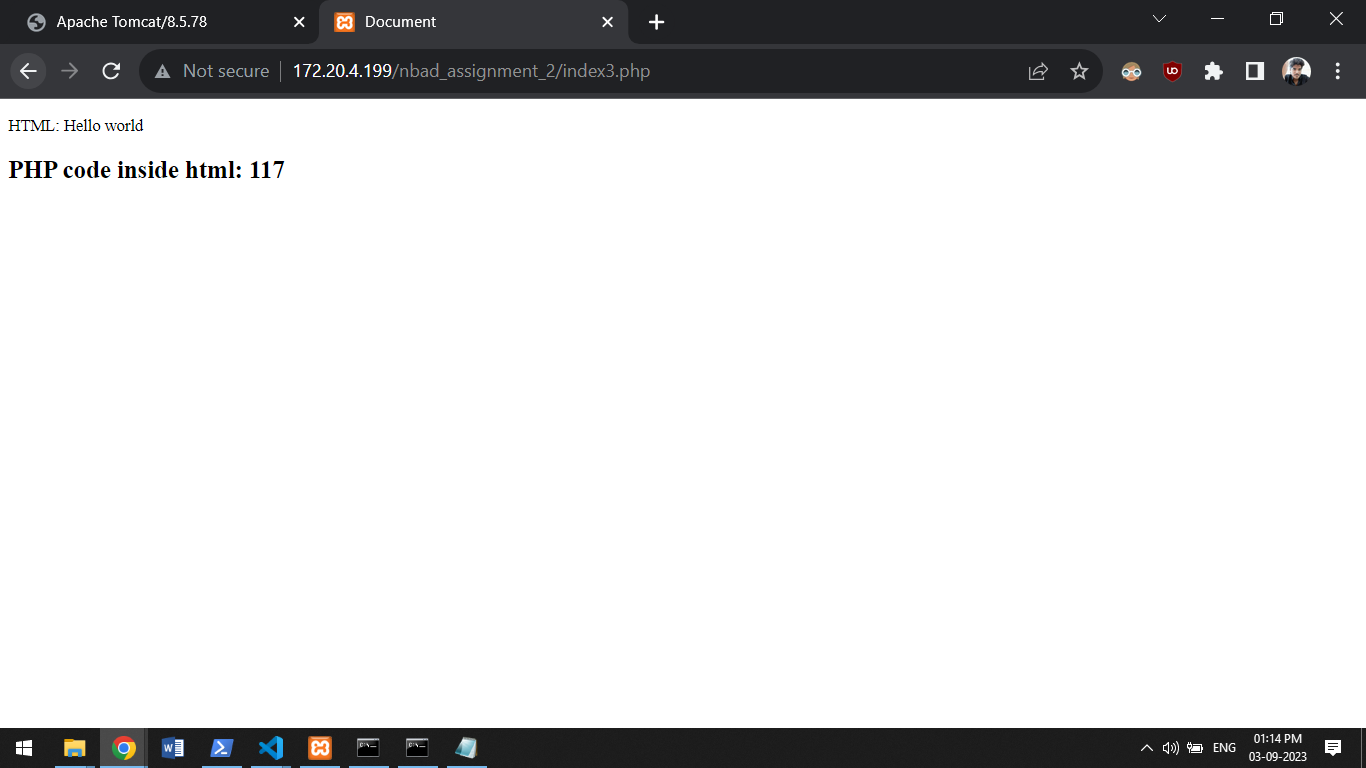 Apache Tomcat/8.5.78
Document
Not secure
172.20.4.199/nbad_assignment_2/index3.php
HTML: Hello world
PHP code inside html: 117
ENG
01:14 PM
03-09-2023